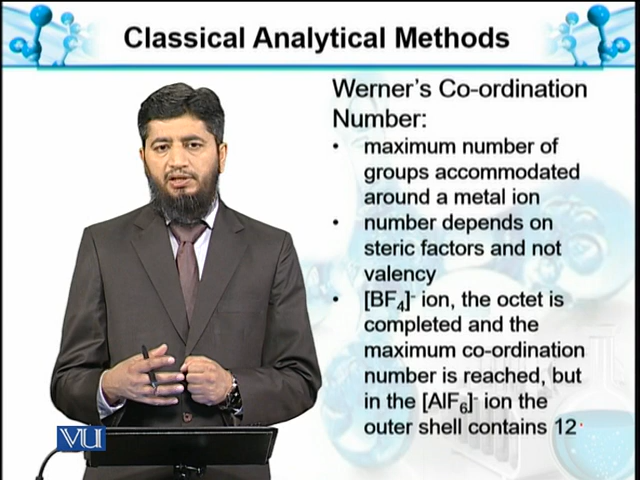 Classical Analytical Methods
Werner's Co-ordination
Number:
• maximum number of
groups accommodated
around a metal ion
• number depends on
steric factors and not
valency
• [BF₄]⁻ ion, the octet is
completed and the
maximum co-ordination
number is reached, but
in the [AlF₆]⁻ ion the
outer shell contains 12
VU